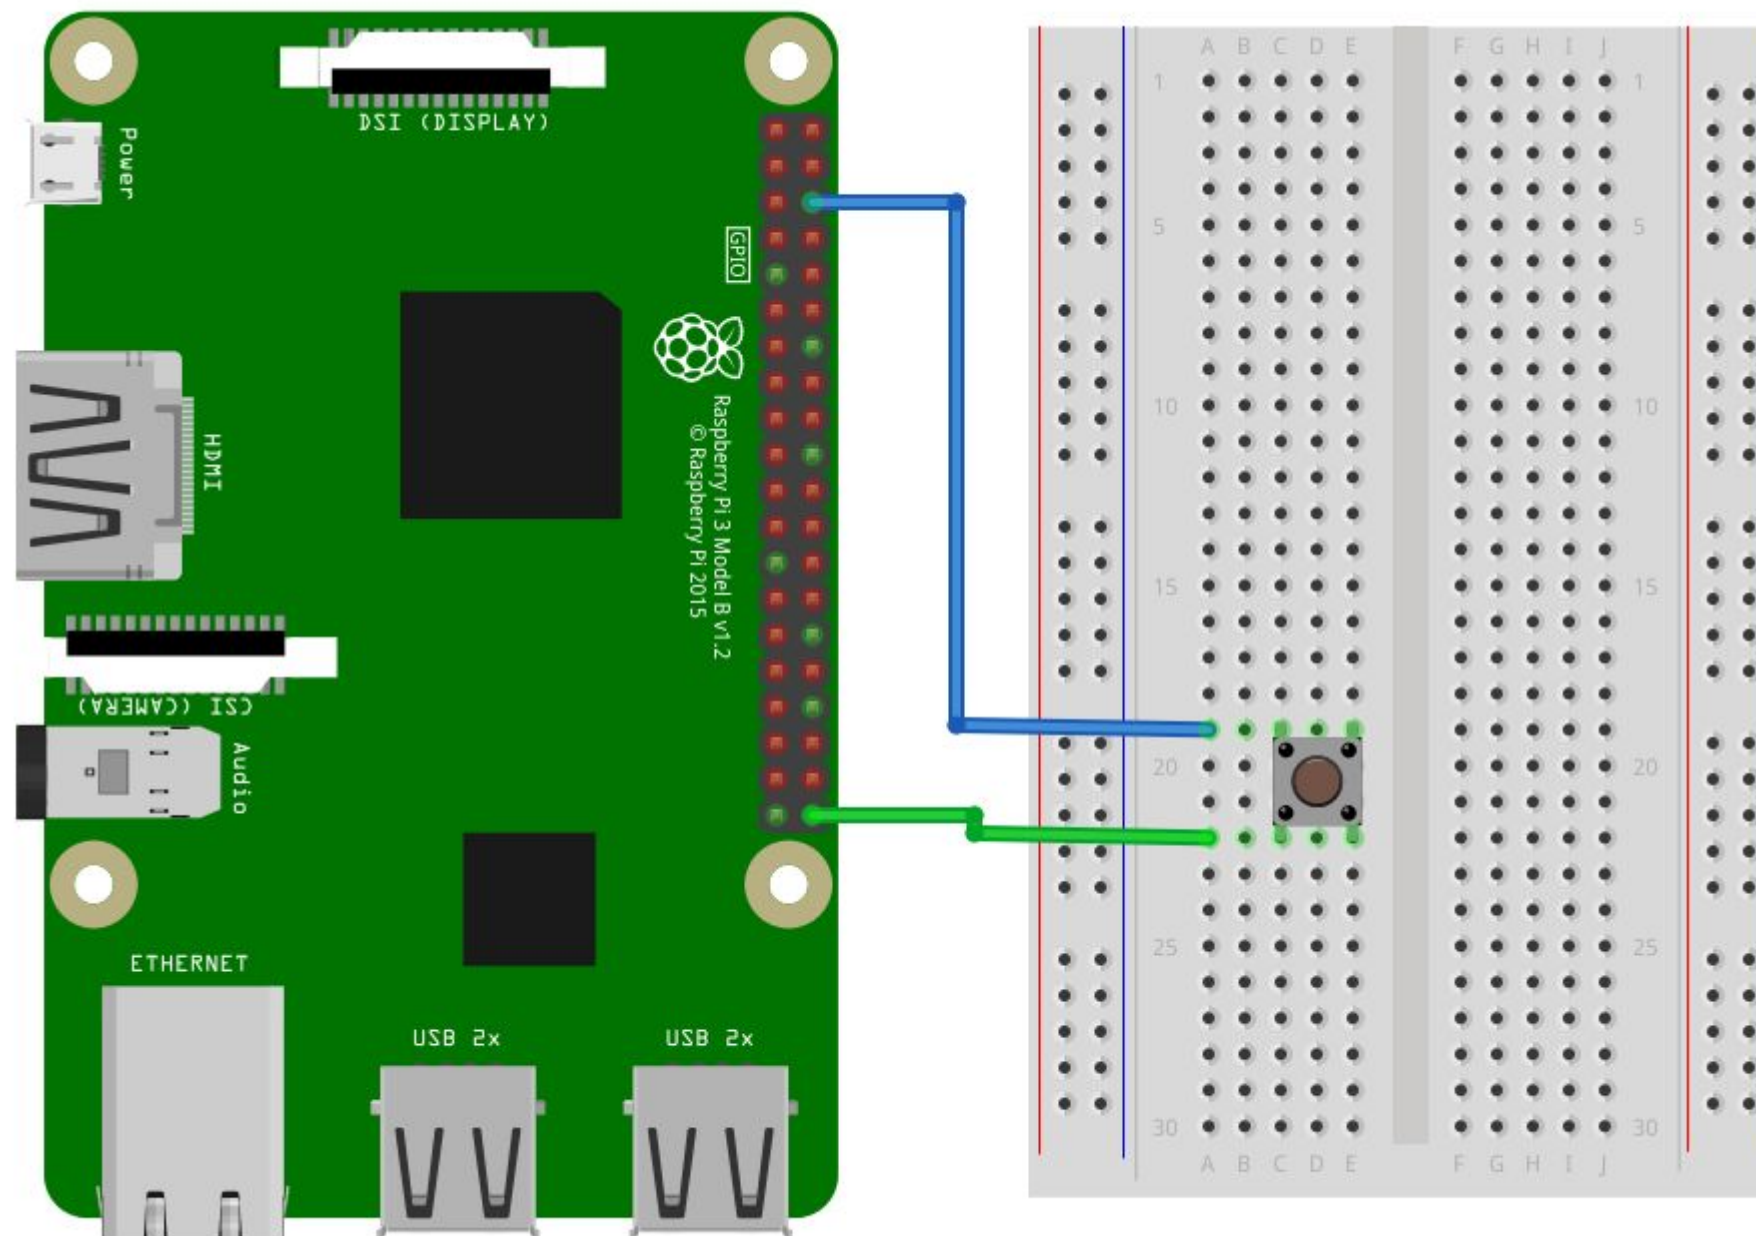 DSI (DISPLAY)
Power
GPIO
Raspberry Pi 3 Model B v1.2
© Raspberry Pi 2015
HDMI
CSI (CAMERA)
Audio
ETHERNET
USB 2x
USB 2x
A B C D E F G H I J
1 1
5 5
10 10
15 15
20 20
25 25
30 30
A B C D E F G H I J